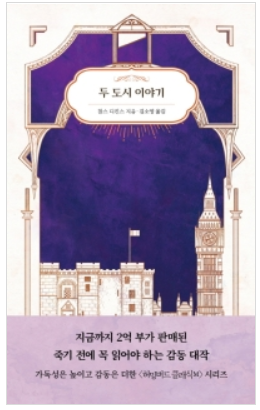 두 도시 이야기
찰스 디킨스 지음 · 김소영 옮김
지금까지 2억 부가 판매된
죽기 전에 꼭 읽어야 하는 감동 대작
가독성은 높이고 감동은 더한 〈허밍버드 클래식M〉 시리즈